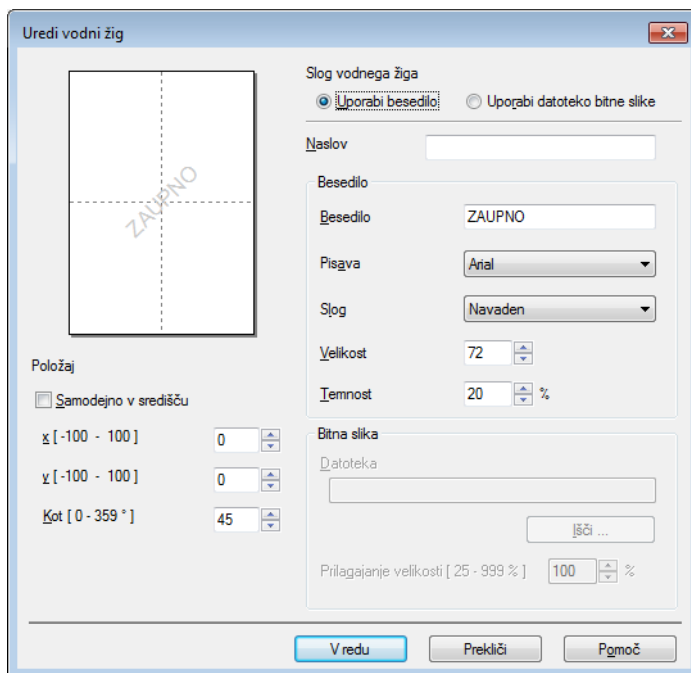 Uredi vodni žig
Slog vodnega žiga
Uporabi besedilo Uporabi datoteko bitne slike
Naslov
Besedilo
Besedilo ZAUPNO
Pisava Arial
Slog Navaden
Velikost 72
Temnost 20 %
ZAUPNO
Položaj
Samodejno v središču
x [ -100 - 100 ] 0
y [ -100 - 100 ] 0
Kot [ 0 - 359 ° ] 45
Bitna slika
Datoteka
Išči ...
Prilagajanje velikosti [ 25 - 999 % ] 100 %
V redu Prekliči Pomoč